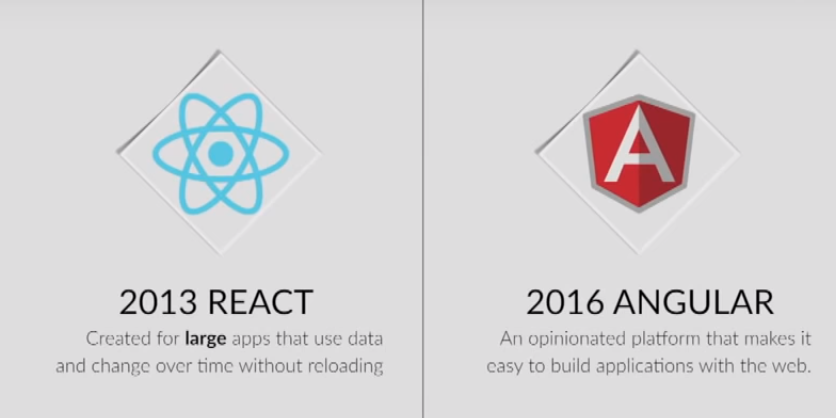 2013 REACT
Created for large apps that use data
and change over time without reloading
A
2016 ANGULAR
An opinionated platform that makes it
easy to build applications with the web.